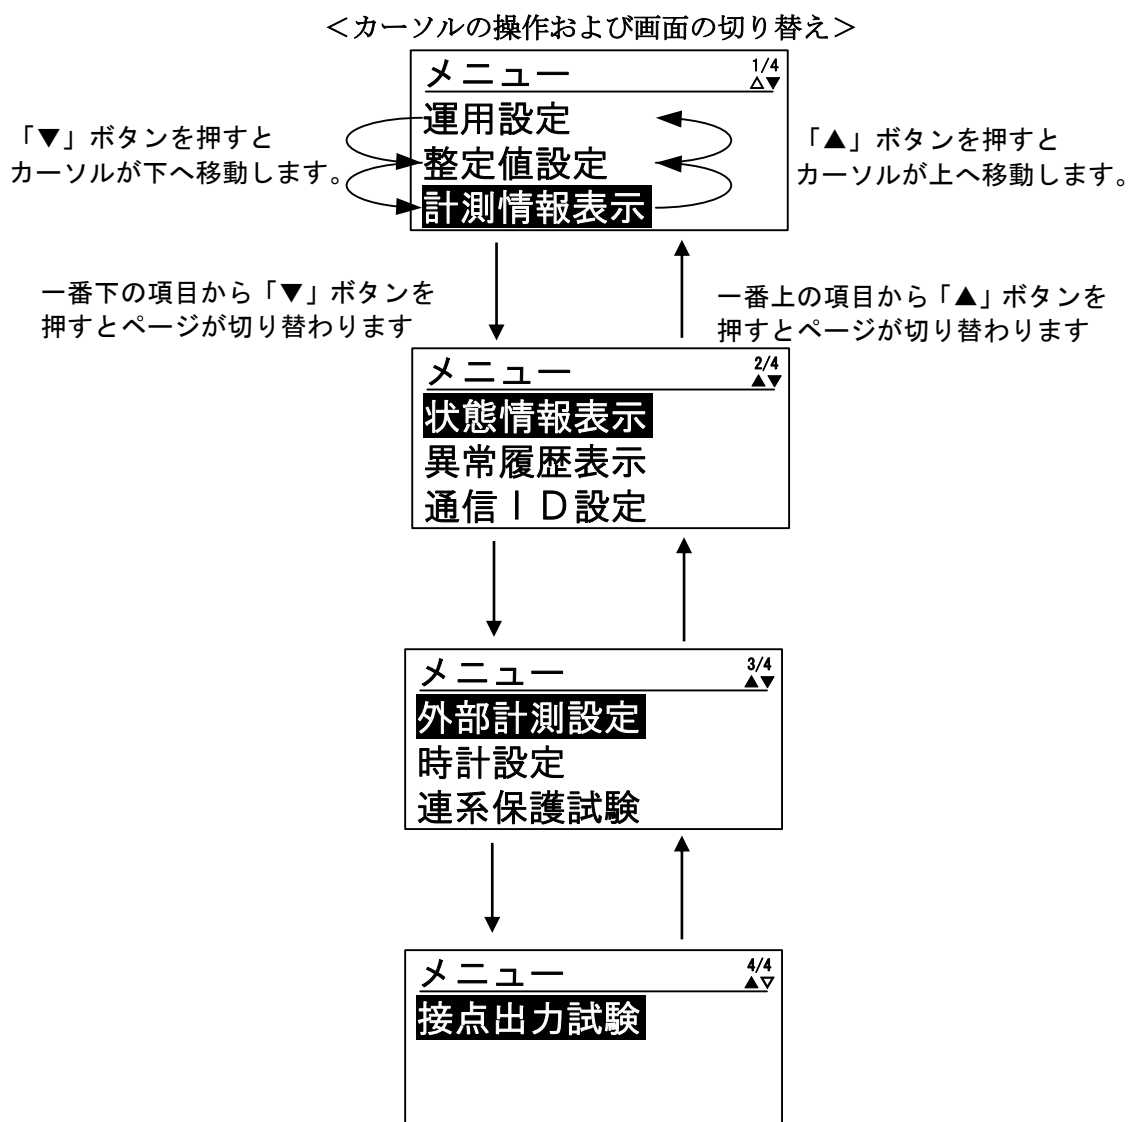 ＜カーソルの操作および画面の切り替え＞
メニュー
1/4
△▼
運用設定
整定値設定
計測情報表示
「▼」ボタンを押すと
カーソルが下へ移動します。
「▲」ボタンを押すと
カーソルが上へ移動します。
一番下の項目から「▼」ボタンを
押すとページが切り替わります
一番上の項目から「▲」ボタンを
押すとページが切り替わります
メニュー
2/4
▲▼
状態情報表示
異常履歴表示
通信ＩＤ設定
メニュー
3/4
▲▼
外部計測設定
時計設定
連系保護試験
メニュー
4/4
▲▽
接点出力試験